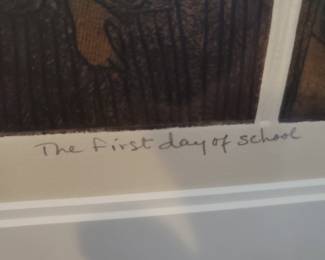 The first day of school